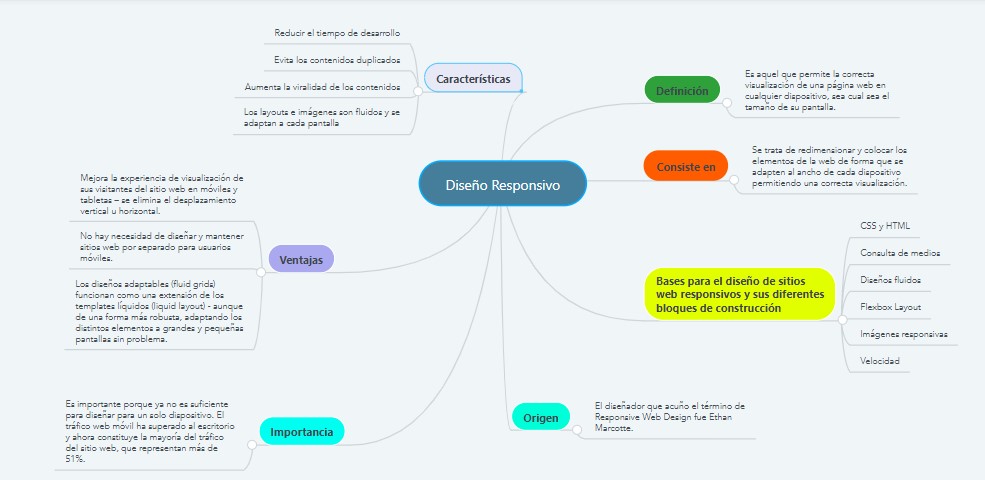 Diseño Responsivo
Características
Reducir el tiempo de desarrollo
Evita los contenidos duplicados
Aumenta la viralidad de los contenidos
Los layouts e imágenes son fluidos y se
adaptan a cada pantalla
Definición
Es aquel que permite la correcta
visualización de una página web en
cualquier dispositivo, sea cual sea el
tamaño de su pantalla.
Consiste en
Se trata de redimensionar y colocar los
elementos de la web de forma que se
adapten al ancho de cada dispositivo
permitiendo una correcta visualización.
Ventajas
Mejora la experiencia de visualización de
sus visitantes del sitio web en móviles y
tabletas – se elimina el desplazamiento
vertical u horizontal.
No hay necesidad de diseñar y mantener
sitios web por separado para usuarios
móviles.
Los diseños adaptables (fluid grids)
funcionan como una extensión de los
templates líquidos (liquid layout) - aunque
de una forma más robusta, adaptando los
distintos elementos a grandes y pequeñas
pantallas sin problema.
Bases para el diseño de sitios
web responsivos y sus diferentes
bloques de construcción
CSS y HTML
Consulta de medios
Diseños fluidos
Flexbox Layout
Imágenes responsivas
Velocidad
Importancia
Es importante porque ya no es suficiente
para diseñar para un solo dispositivo. El
tráfico web móvil ha superado al escritorio
y ahora constituye la mayoría del tráfico
del sitio web, que representan más de
51%.
Origen
El diseñador que acuño el término de
Responsive Web Design fue Ethan
Marcotte.